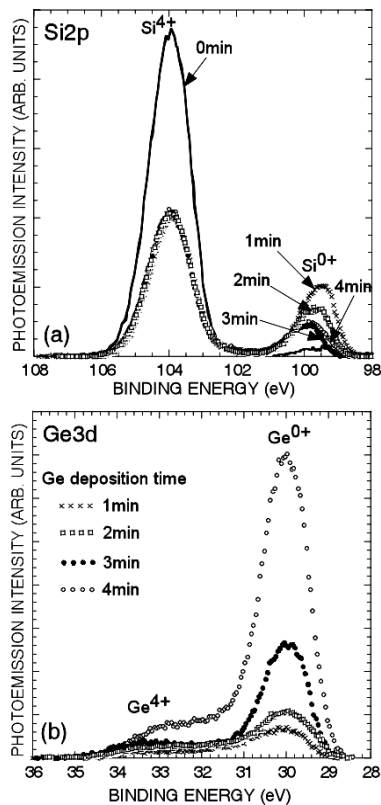 Si2p
Si4+
0min
1min
Si0+
2min
4min
3min
(a)
PHOTOEMISSION INTENSITY (ARB. UNITS)
108 106 104 102 100 98
BINDING ENERGY (eV)
Ge3d
Ge0+
Ge deposition time
1min
2min
3min
4min
Ge4+
(b)
PHOTOEMISSION INTENSITY (ARB. UNITS)
36 35 34 33 32 31 30 29 28
BINDING ENERGY (eV)